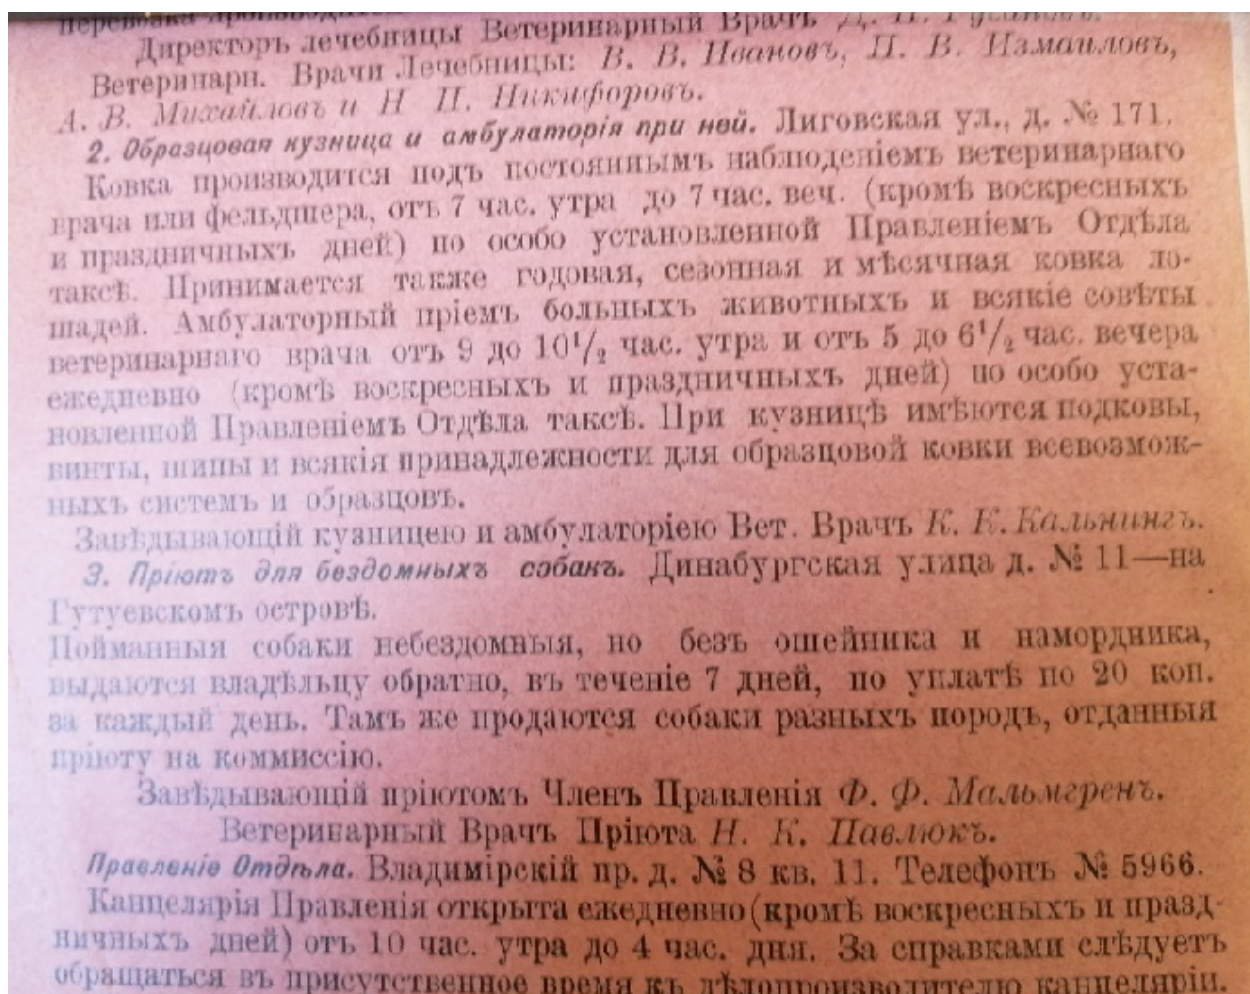 перевозка производит
Директоръ лечебницы Ветеринарный Врачъ Д. П.
Ветеринарн. Врачи Лечебницы: В. В. Ивановъ, П. В. Измаиловъ,
А. В. Михайловъ и Н П. Никифоровъ.
2. Образцовая кузница и амбулаторія при ней. Лиговская ул., д. № 171.
Ковка производится подъ постояннымъ наблюденіемъ ветеринарнаго
врача или фельдшера, отъ 7 час. утра до 7 час. веч. (кромѣ воскресныхъ
и праздничныхъ дней) по особо установленной Правленіемъ Отдѣла
таксѣ. Принимается также годовая, сезонная и мѣсячная ковка ло-
шадей. Амбулаторный пріемъ больныхъ животныхъ и всякіе совѣты
ветеринарнаго врача отъ 9 до 10¹/₂ час. утра и отъ 5 до 6¹/₂ час. вечера
ежедневно (кромѣ воскресныхъ и праздничныхъ дней) по особо уста-
новленной Правленіемъ Отдѣла таксѣ. При кузницѣ имѣются подковы,
винты, шипы и всякія принадлежности для образцовой ковки всевозмож-
ныхъ системъ и образцовъ.
Завѣдывающій кузницею и амбулаторіею Вет. Врачъ К. К. Кальнингъ.
3. Пріютъ для бездомныхъ собакъ. Динабургская улица д. № 11—на
Гутуевскомъ островѣ.
Пойманныя собаки небездомныя, но безъ ошейника и намордника,
выдаются владѣльцу обратно, въ теченіе 7 дней, по уплатѣ по 20 коп.
за каждый день. Тамъ же продаются собаки разныхъ породъ, отданныя
пріюту на коммиссію.
Завѣдывающій пріютомъ Членъ Правленія Ф. Ф. Мальмгренъ.
Ветеринарный Врачъ Пріюта Н. К. Павлюкъ.
Правленіе Отдѣла. Владимірскій пр. д. № 8 кв. 11. Телефонъ № 5966.
Канцелярія Правленія открыта ежедневно (кромѣ воскресныхъ и празд-
ничныхъ дней) отъ 10 час. утра до 4 час. дня. За справками слѣдуетъ
обращаться въ присутственное время къ дѣлопроизводителю канцеляріи.